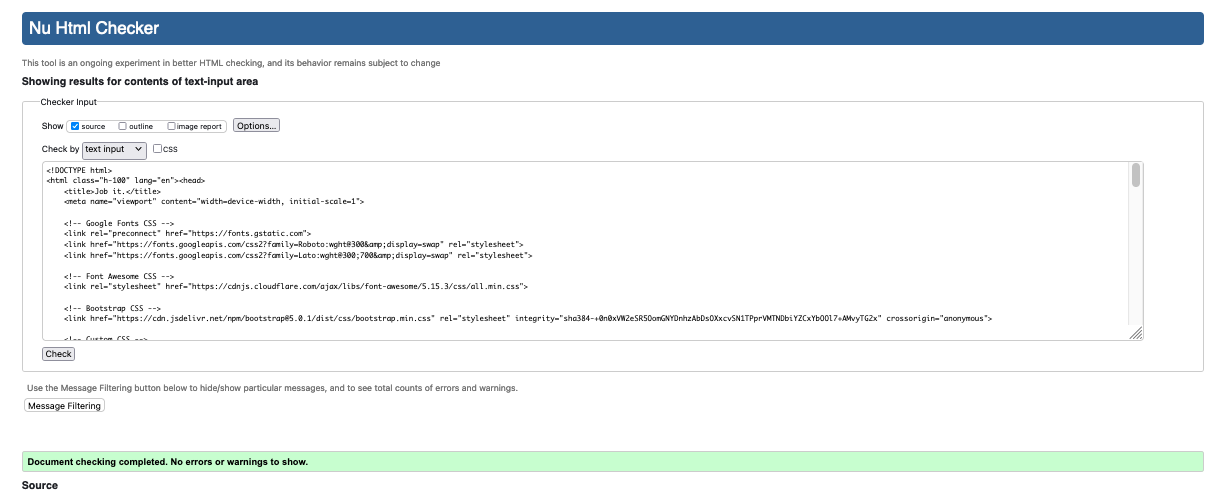 Nu Html Checker
This tool is an ongoing experiment in better HTML checking, and its behavior remains subject to change
Showing results for contents of text-input area
Checker Input
Show source outline image report Options...
Check by text input css
<!DOCTYPE html>
<html class="h-100" lang="en"><head>
<title>Job it.</title>
<meta name="viewport" content="width=device-width, initial-scale=1">
<!-- Google Fonts CSS -->
<link rel="preconnect" href="https://fonts.gstatic.com">
<link href="https://fonts.googleapis.com/css2?family=Roboto:wght@300&amp;display=swap" rel="stylesheet">
<link href="https://fonts.googleapis.com/css2?family=Lato:wght@300;700&amp;display=swap" rel="stylesheet">
<!-- Font Awesome CSS -->
<link rel="stylesheet" href="https://cdnjs.cloudflare.com/ajax/libs/font-awesome/5.15.3/css/all.min.css">
<!-- Bootstrap CSS -->
<link href="https://cdn.jsdelivr.net/npm/bootstrap@5.0.1/dist/css/bootstrap.min.css" rel="stylesheet" integrity="sha384-+0n0xVW2eSR5OomGNYDnhzAbDsOXxcvSN1TPprVMTNDbiYZCxYbOOl7+AMvyTG2x" crossorigin="anonymous">
<!-- Custom CSS -->
Check
Use the Message Filtering button below to hide/show particular messages, and to see total counts of errors and warnings.
Message Filtering
Document checking completed. No errors or warnings to show.
Source